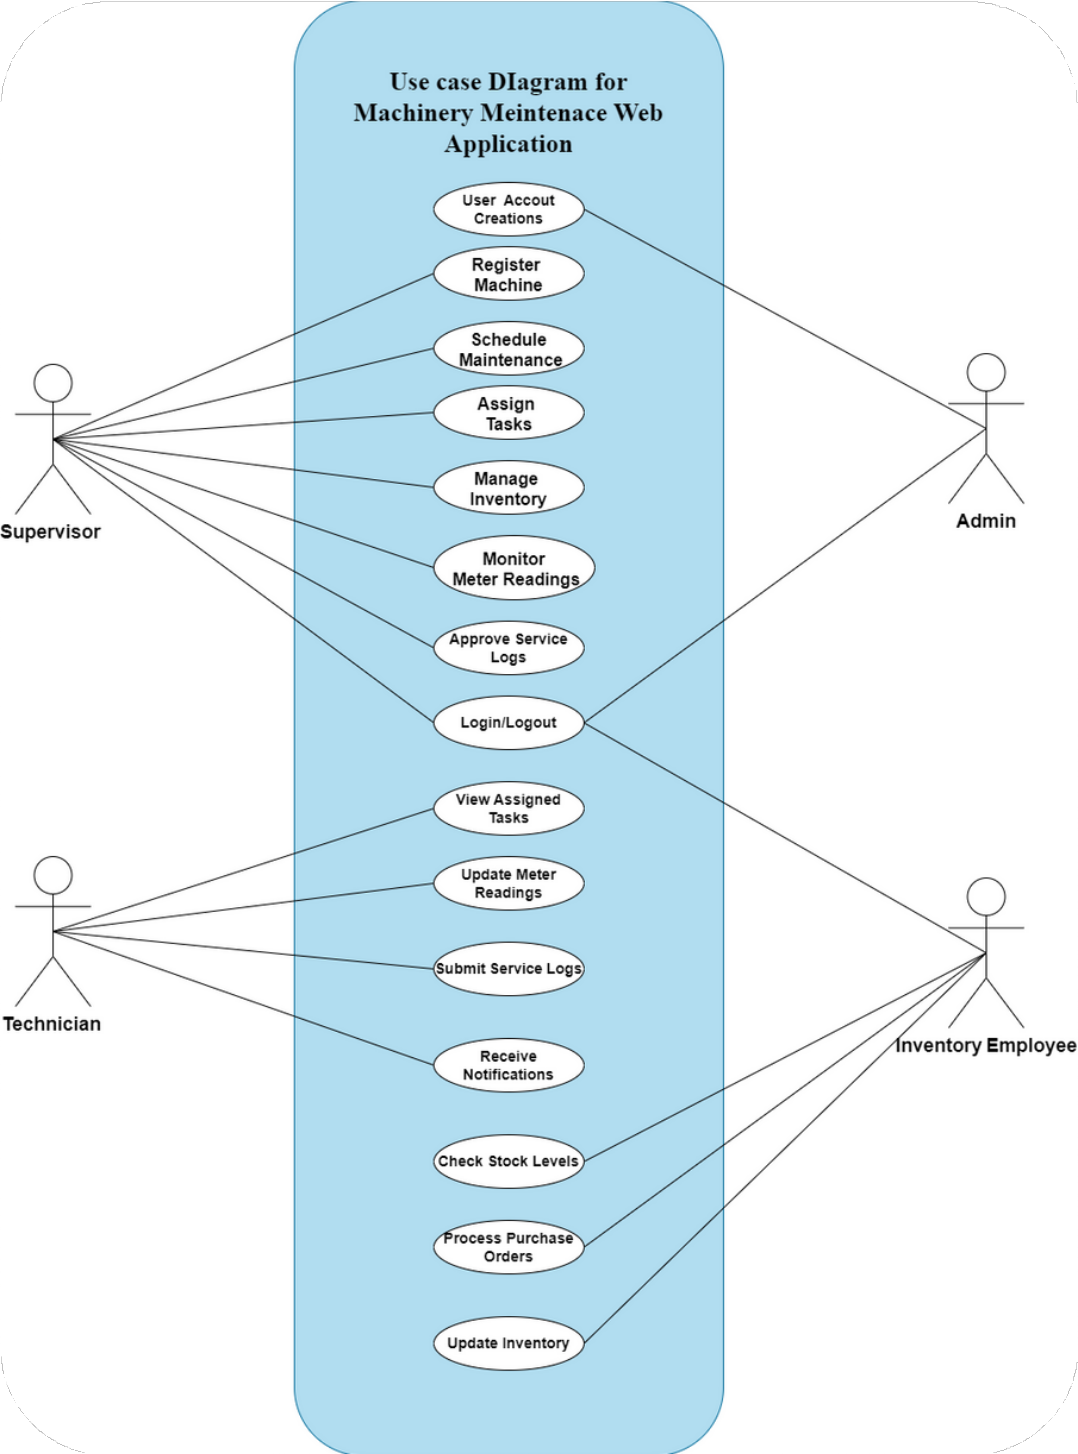 Use case DIagram for
Machinery Meintenace Web
Application
User Accout
Creations
Register
Machine
Schedule
Maintenance
Assign
Tasks
Manage
Inventory
Supervisor
Admin
Monitor
Meter Readings
Approve Service
Logs
Login/Logout
View Assigned
Tasks
Update Meter
Readings
Submit Service Logs
Technician
Inventory Employee
Receive
Notifications
Check Stock Levels
Process Purchase
Orders
Update Inventory